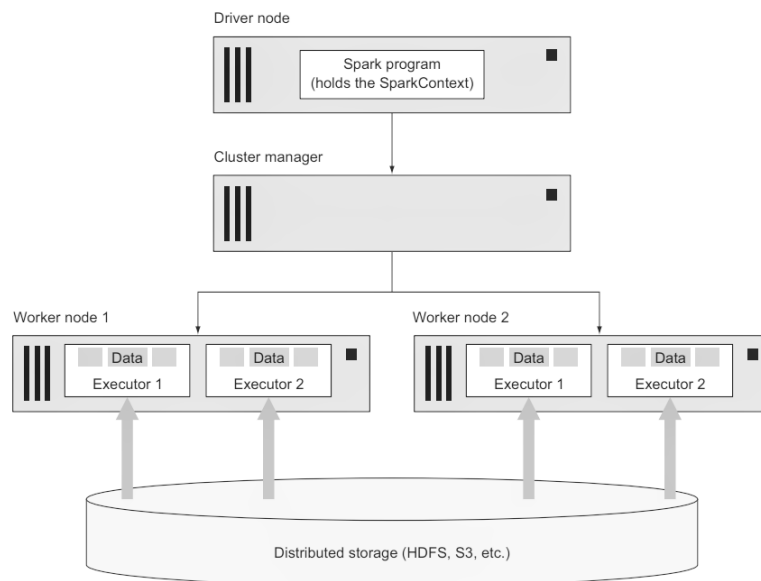 Driver node
Spark program
(holds the SparkContext)
Cluster manager
Worker node 1
Worker node 2
Data
Data
Data
Data
Executor 1
Executor 2
Executor 1
Executor 2
Distributed storage (HDFS, S3, etc.)